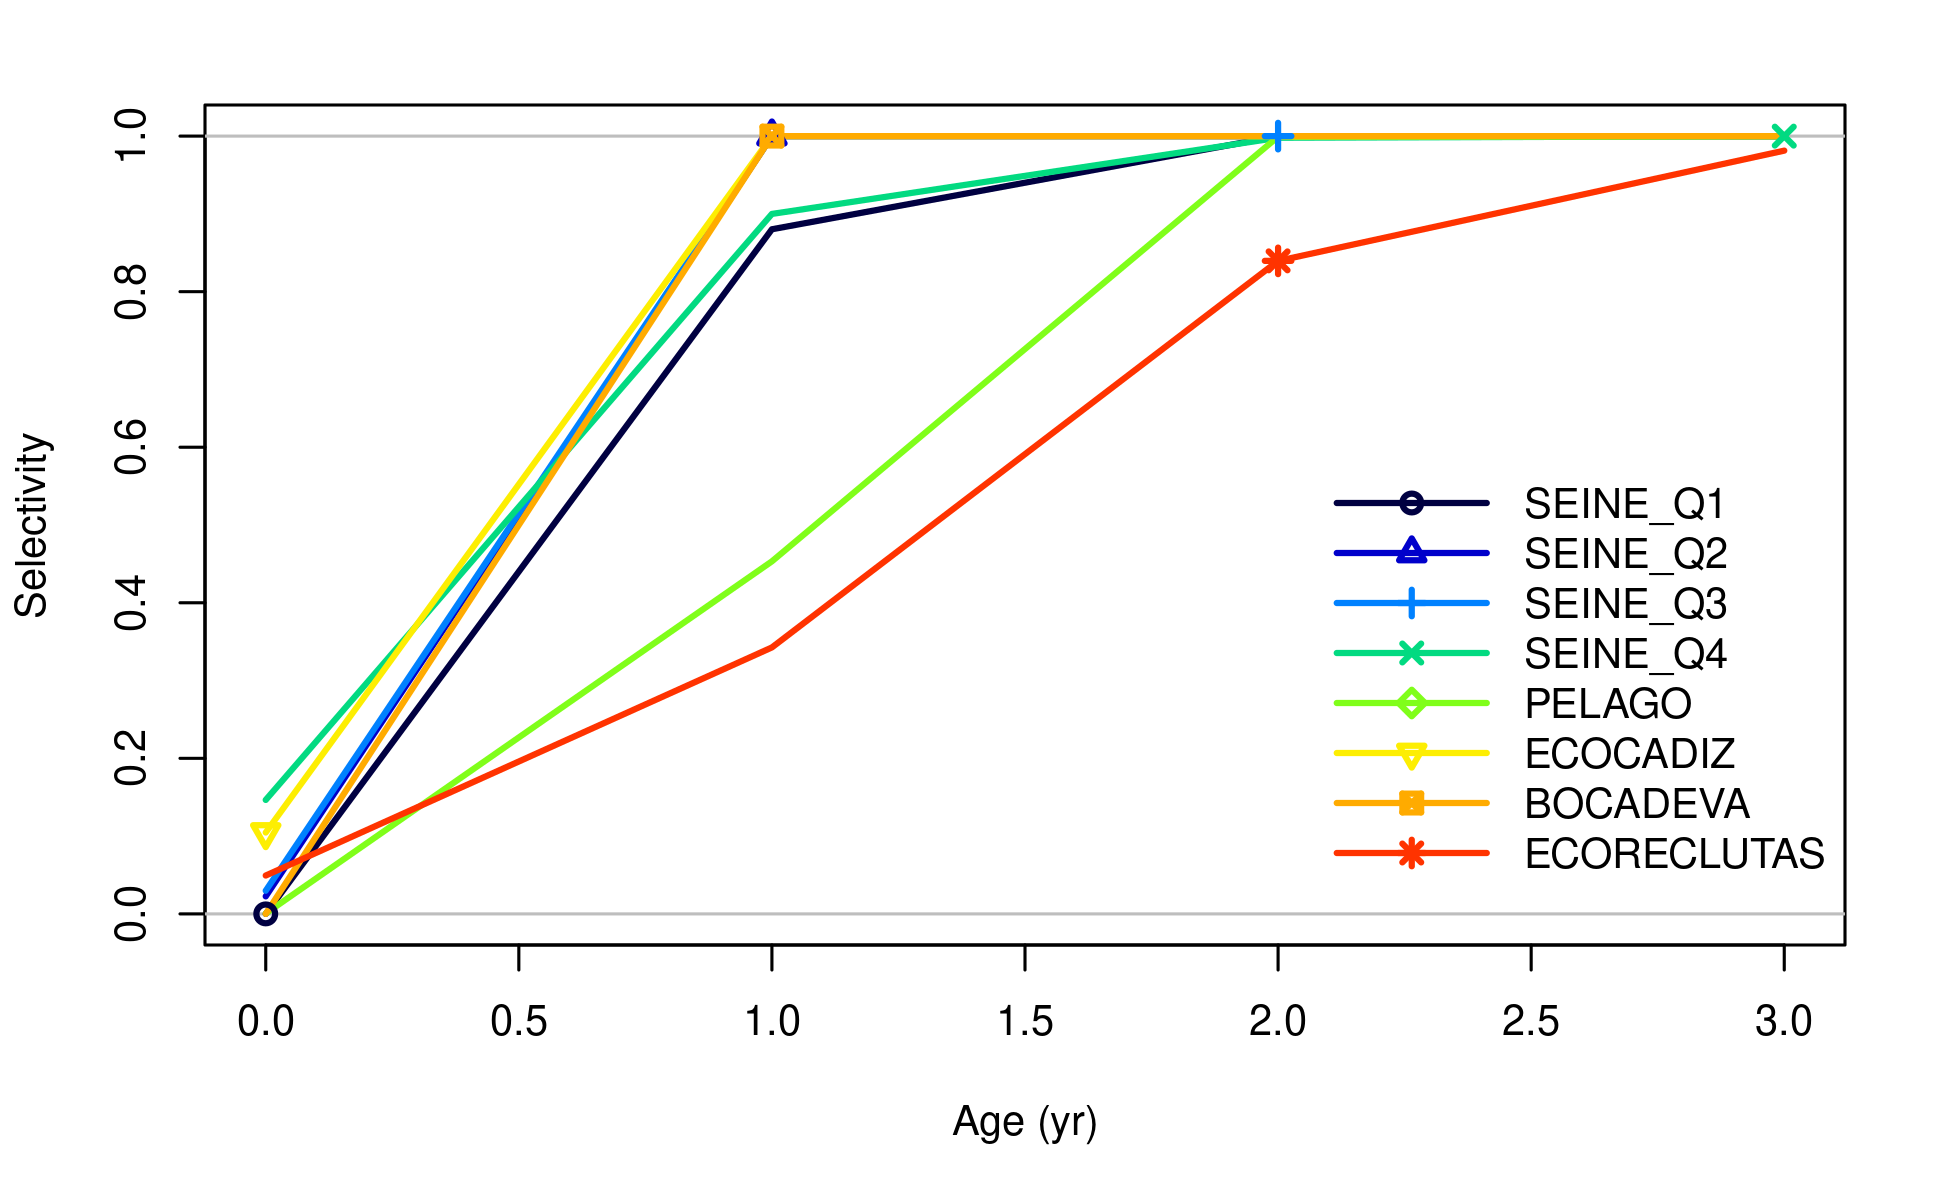 Selectivity
1.0
0.8
0.6
0.4
0.2
0.0
0.0 0.5 1.0 1.5 2.0 2.5 3.0
Age (yr)
SEINE_Q1
SEINE_Q2
SEINE_Q3
SEINE_Q4
PELAGO
ECOCADIZ
BOCADEVA
ECORECLUTAS